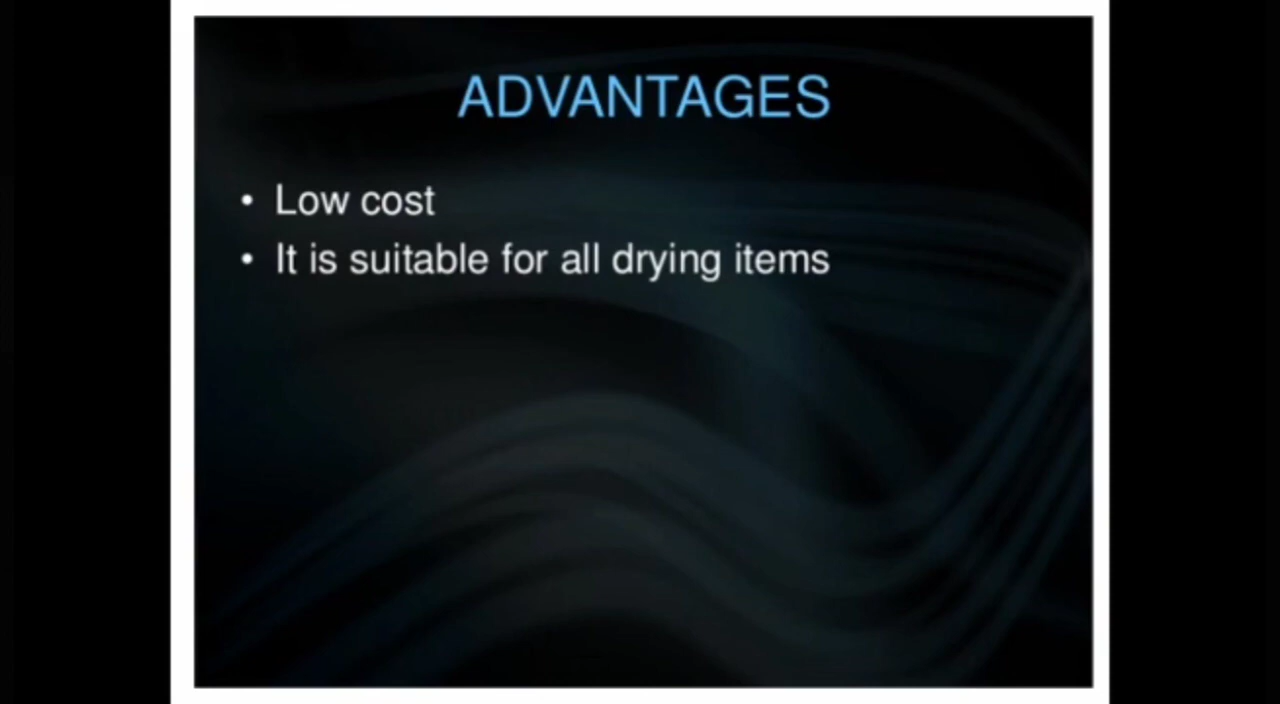 ADVANTAGES
• Low cost
• It is suitable for all drying items